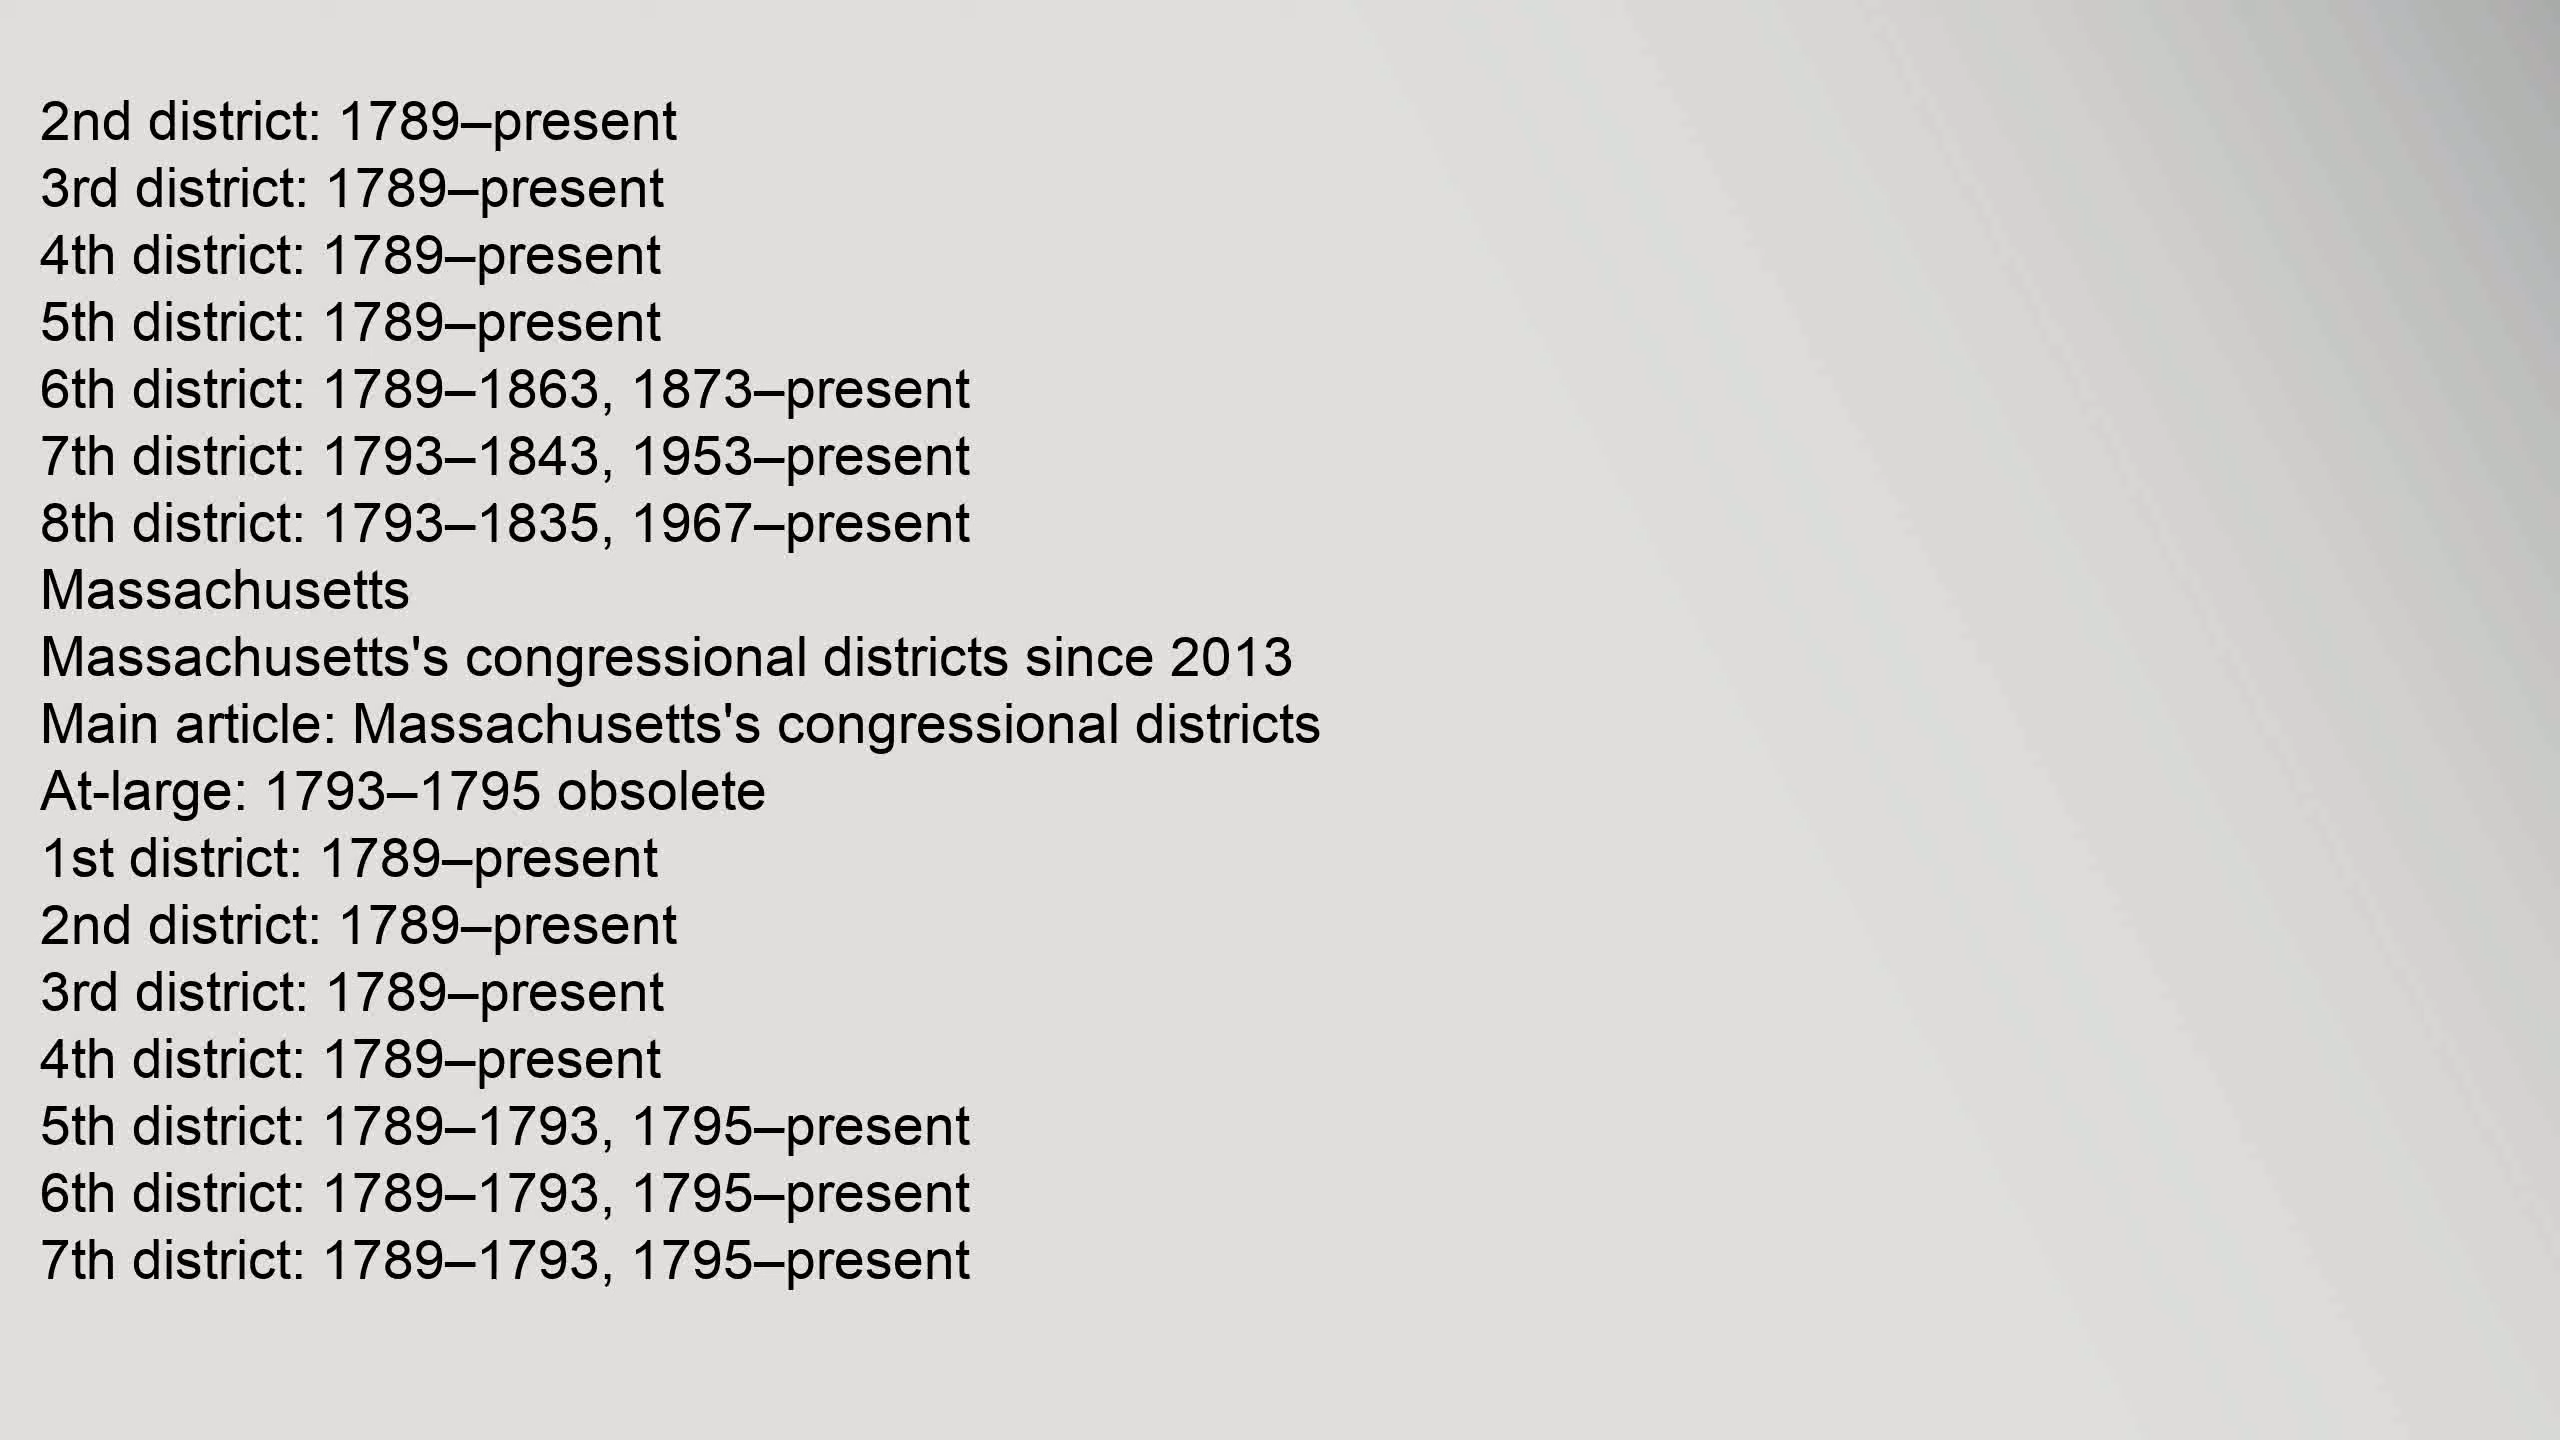 2nd district: 1789–present
3rd district: 1789–present
4th district: 1789–present
5th district: 1789–present
6th district: 1789–1863, 1873–present
7th district: 1793–1843, 1953–present
8th district: 1793–1835, 1967–present
Massachusetts
Massachusetts's congressional districts since 2013
Main article: Massachusetts's congressional districts
At-large: 1793–1795 obsolete
1st district: 1789–present
2nd district: 1789–present
3rd district: 1789–present
4th district: 1789–present
5th district: 1789–1793, 1795–present
6th district: 1789–1793, 1795–present
7th district: 1789–1793, 1795–present